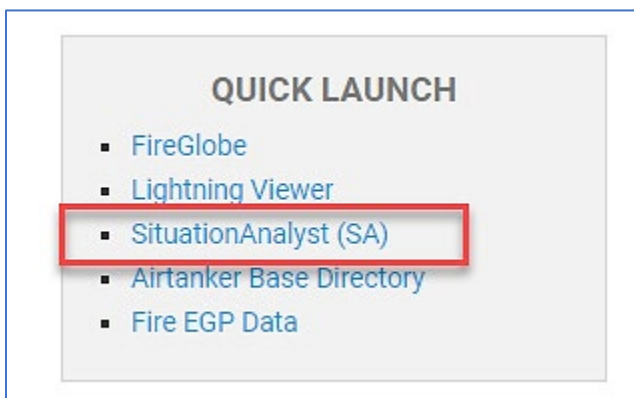 QUICK LAUNCH
FireGlobe
Lightning Viewer
SituationAnalyst (SA)
Airtanker Base Directory
Fire EGP Data